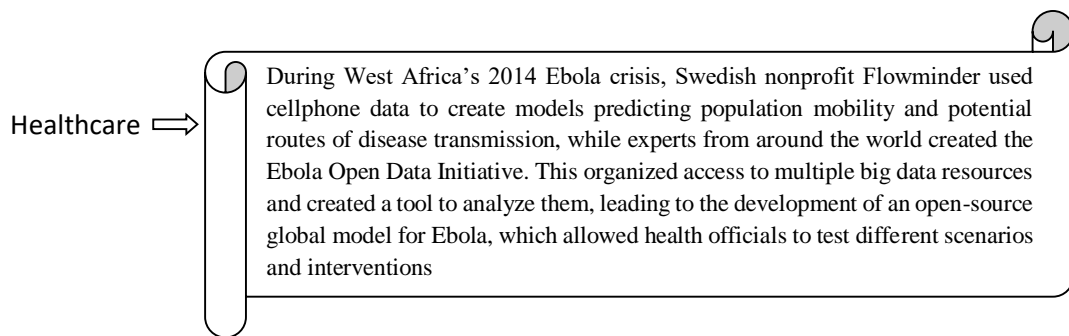 Healthcare
During West Africa’s 2014 Ebola crisis, Swedish nonprofit Flowminder used
cellphone data to create models predicting population mobility and potential
routes of disease transmission, while experts from around the world created the
Ebola Open Data Initiative. This organized access to multiple big data resources
and created a tool to analyze them, leading to the development of an open-source
global model for Ebola, which allowed health officials to test different scenarios
and interventions